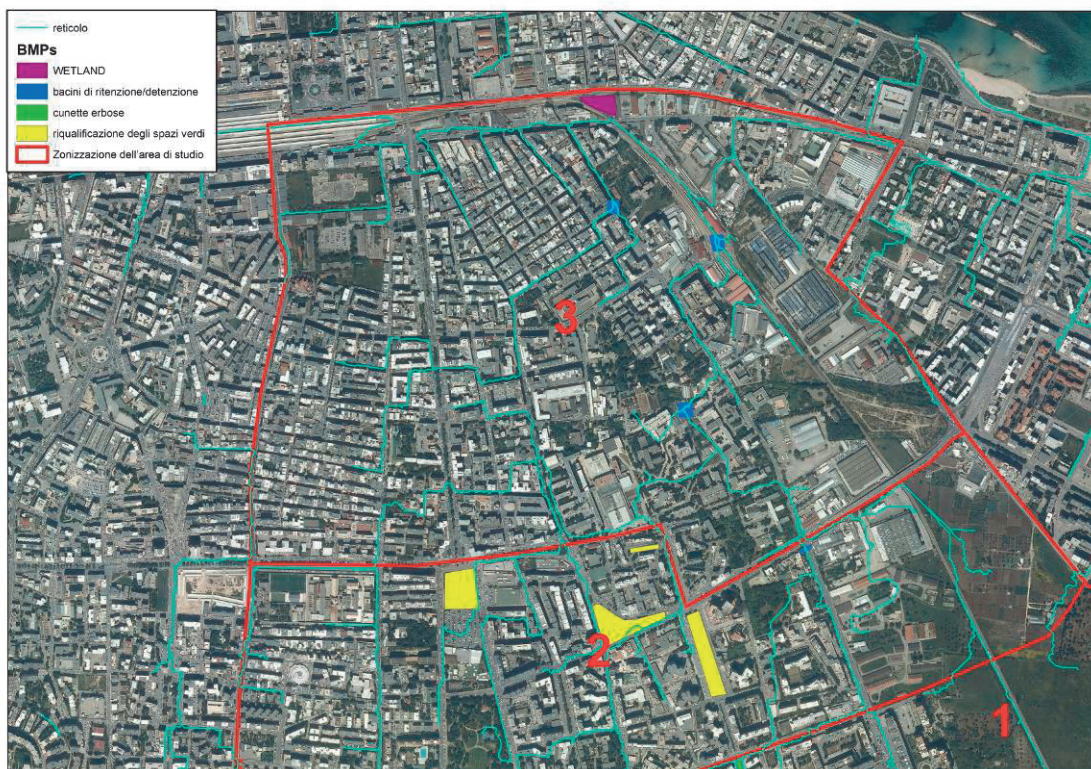 reticolo
BMPs
WETLAND
bacini di ritenzione/detenzione
cunette erbose
riqualificazione degli spazi verdi
Zonizzazione dell'area di studio
3
2
1